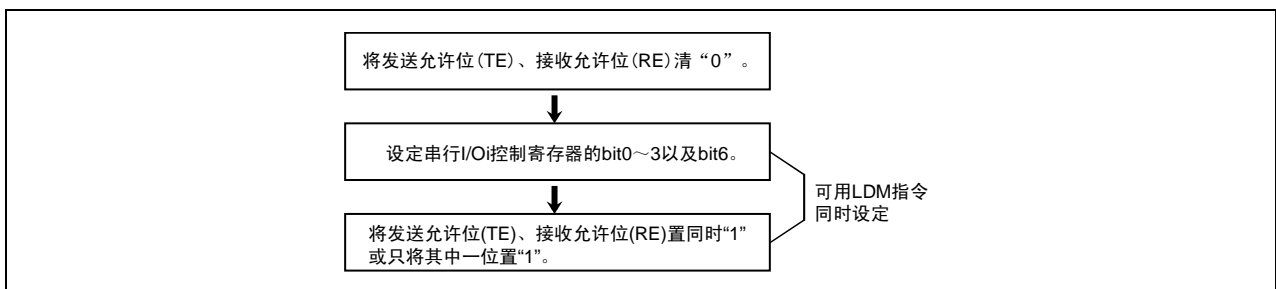 将发送允许位(TE)、接收允许位(RE)清“0”。
设定串行I/Oi控制寄存器的bit0～3以及bit6。
可用LDM指令
同时设定
将发送允许位(TE)、接收允许位(RE)置同时“1”
或只将其中一位置“1”。